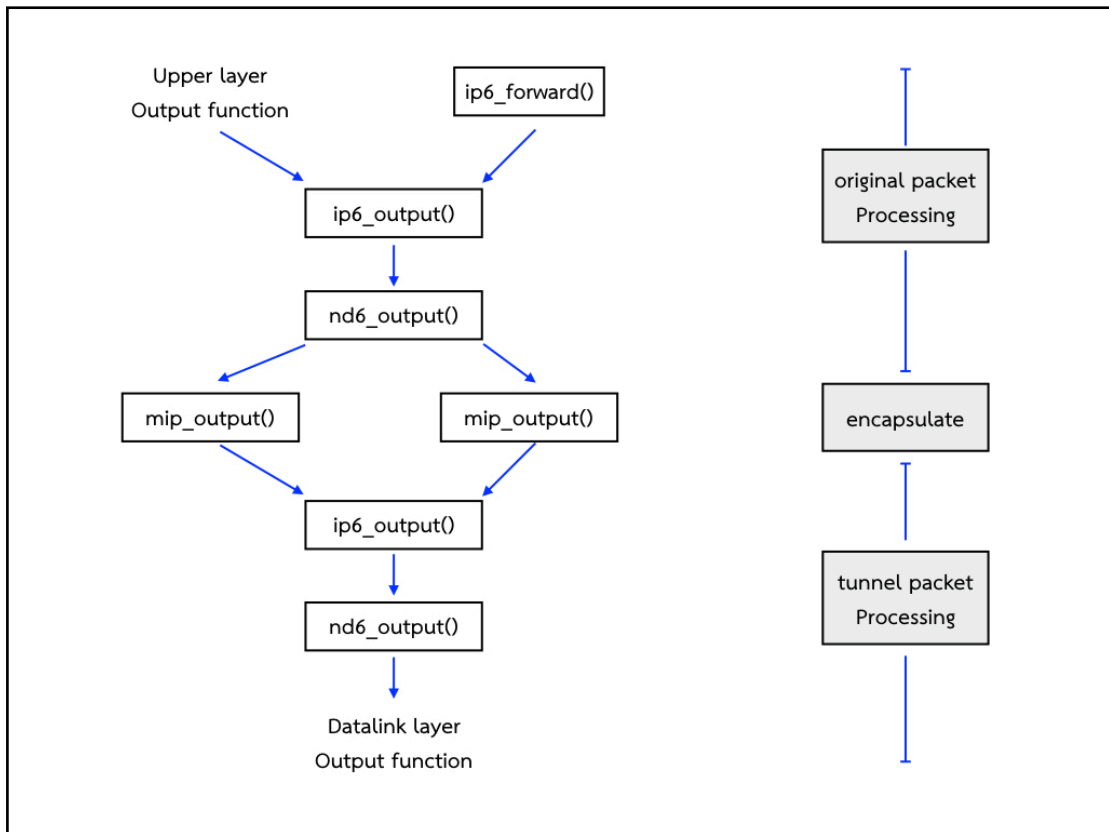 Upper layer
Output function
ip6_forward()
ip6_output()
nd6_output()
mip_output()
mip_output()
ip6_output()
nd6_output()
Datalink layer
Output function
original packet
Processing
encapsulate
tunnel packet
Processing